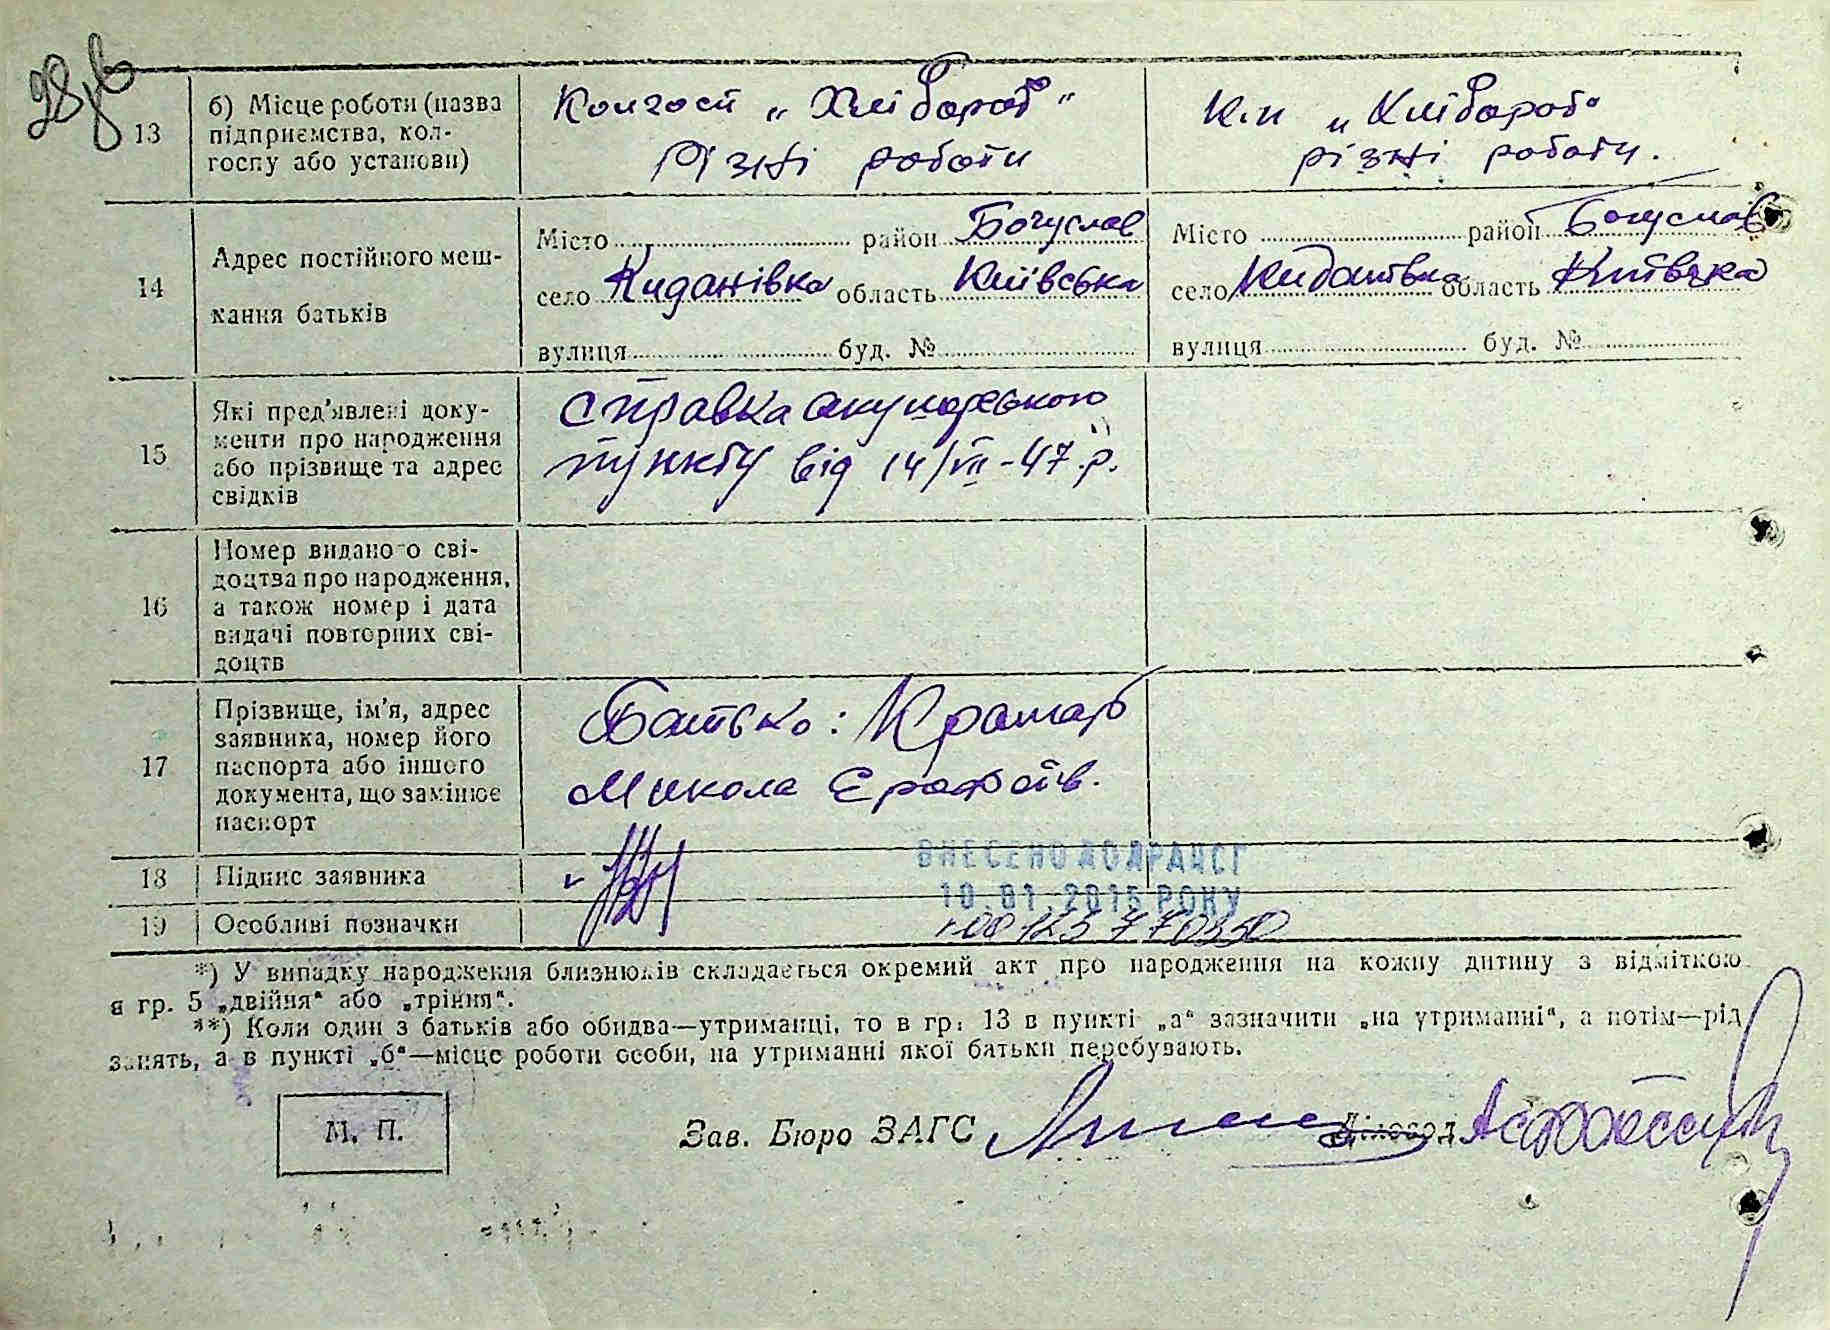 13
б) Місце роботи (назва
підприємства, кол-
госпу або установи)
Колгосп „Хлібороб"
Різні роботи
К-п „Хлібороб"
різні роботи.
14
Адрес постійного меш-
кання батьків
Місто район Богуслав
село Киданівка область Київська
вулиця буд. №
Місто район Богуслав
село Киданівка область Київська
вулиця буд. №
15
Які пред'явлені доку-
менти про народження
або прізвище та адрес
свідків
Справка акушорського
пункту від 14/VII-47 р.
16
Номер виданого сві-
доцтва про народження,
а також номер і дата
видачі повторних сві-
доцтв
17
Прізвище, ім'я, адрес
заявника, номер його
паспорта або іншого
документа, що замінює
паспорт
Батько: Крамар
Микола Єрофеїв.
18
Підпис заявника
19
Особливі позначки
ВНЕСЕНО ДО ДРАЦСГ
10.01.2015 РОКУ
*) У випадку народження близнюків складається окремий акт про народження на кожну дитину з відміткою
в гр. 5 „двійня" або „трійня".
**) Коли один з батьків або обидва—утриманці, то в гр. 13 в пункті „а" зазначити „на утриманні", а потім—рід
занять, а в пункті „б"—місце роботи особи, на утриманні якої батьки перебувають.
М. П.
Зав. Бюро ЗАГС
Діловод